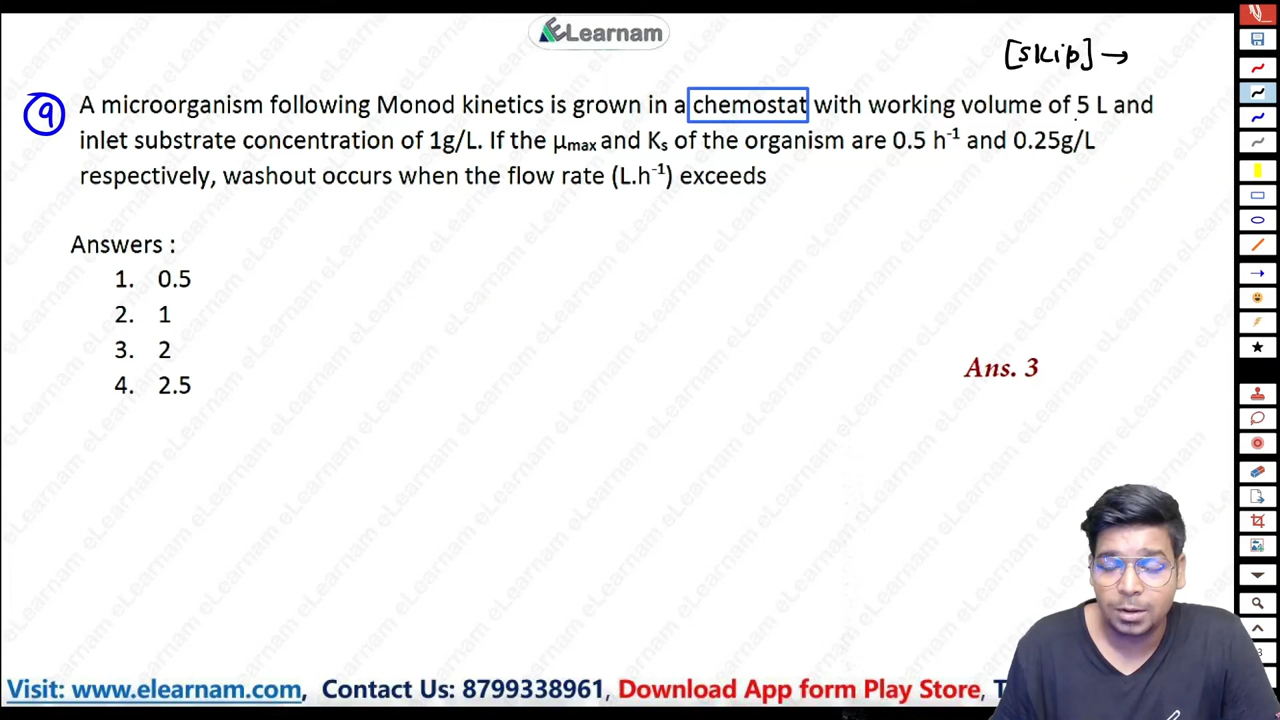 ELearnam
[skip] →
9
A microorganism following Monod kinetics is grown in a chemostat with working volume of 5 L and
inlet substrate concentration of 1g/L. If the μmax and Ks of the organism are 0.5 h⁻¹ and 0.25g/L
respectively, washout occurs when the flow rate (L.h⁻¹) exceeds
Answers :
1. 0.5
2. 1
3. 2
4. 2.5
Ans. 3
Visit: www.elearnam.com, Contact Us: 8799338961, Download App form Play Store, T